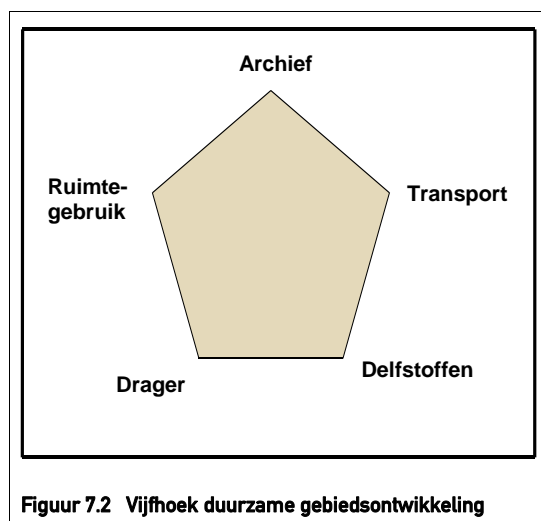 Archief
Ruimte-
gebruik
Transport
Drager
Delfstoffen
Figuur 7.2 Vijfhoek duurzame gebiedsontwikkeling